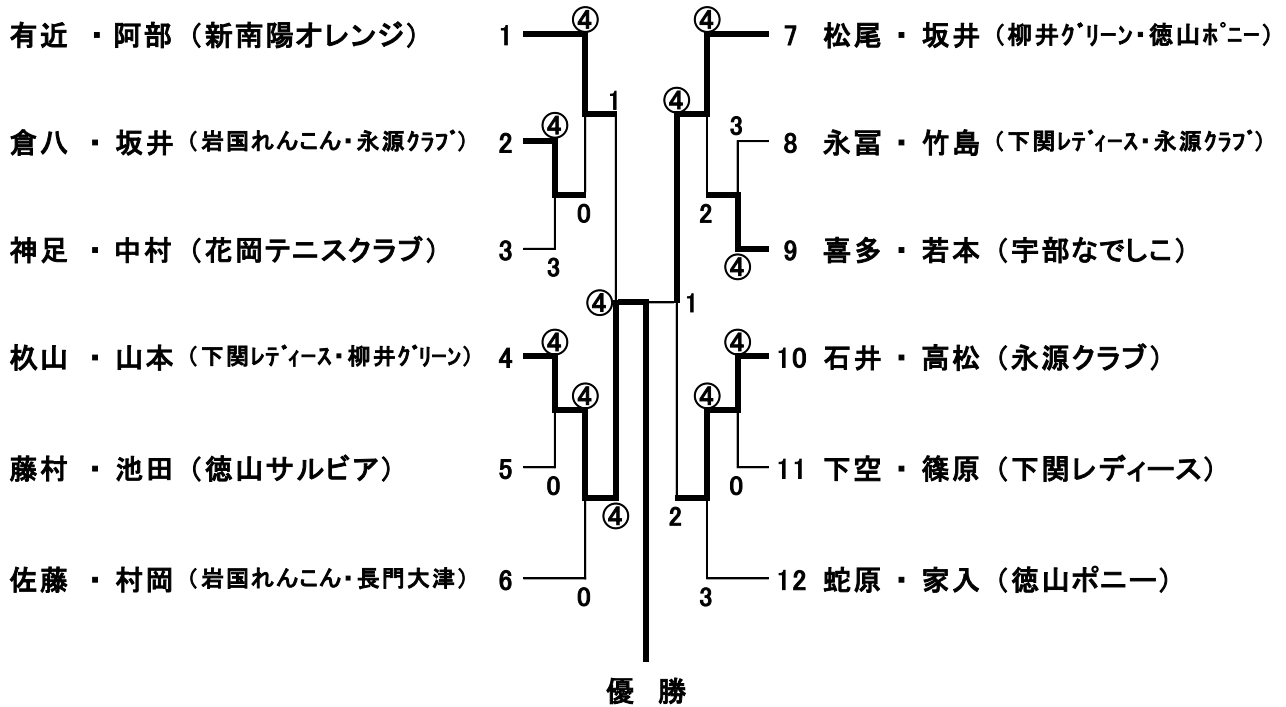 有近 ・ 阿部 （新南陽オレンジ） 1 ④ ④ 7 松尾 ・ 坂井 （柳井ｸﾞﾘｰﾝ・徳山ﾎﾟﾆｰ）
1 ④
倉八 ・ 坂井 （岩国れんこん・永源ｸﾗﾌﾞ） 2 ④ 3 8 永冨 ・ 竹島 （下関ﾚﾃﾞｨｰｽ・永源ｸﾗﾌﾞ）
0 2
神足 ・ 中村 （花岡テニスクラブ） 3 3 ④ 9 喜多 ・ 若本 （宇部なでしこ）
④ 1
杦山 ・ 山本 （下関ﾚﾃﾞｨｰｽ・柳井ｸﾞﾘｰﾝ） 4 ④ ④ 10 石井 ・ 高松 （永源クラブ）
④ ④
藤村 ・ 池田 （徳山サルビア） 5 0 0 11 下空 ・ 篠原 （下関レディース）
④ 2
佐藤 ・ 村岡 （岩国れんこん・長門大津） 6 0 3 12 蛇原 ・ 家入 （徳山ポニー）
優 勝